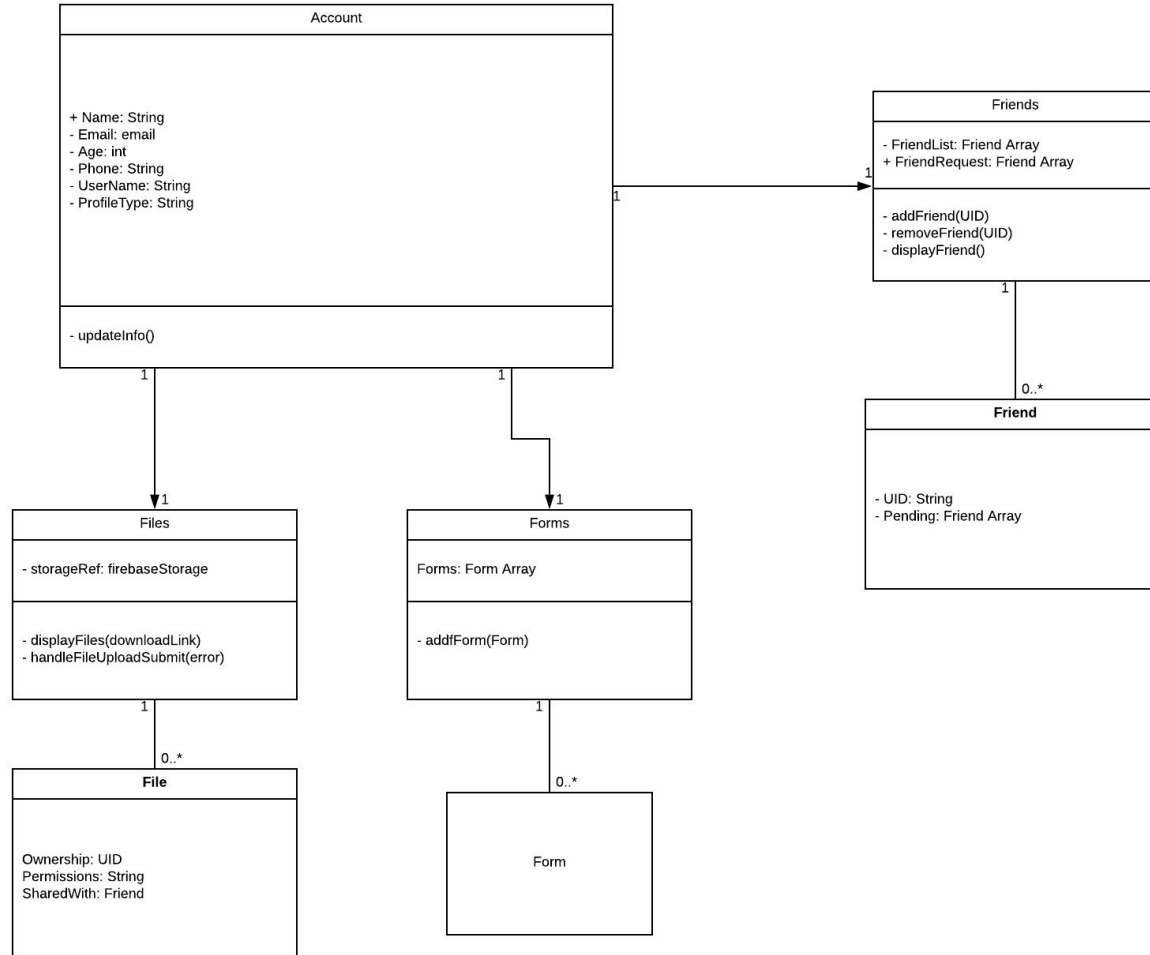 Account
+ Name: String
- Email: email
- Age: int
- Phone: String
- UserName: String
- ProfileType: String
- updateInfo()
1
1
1
1
Friends
- FriendList: Friend Array
+ FriendRequest: Friend Array
- addFriend(UID)
- removeFriend(UID)
- displayFriend()
1
0..*
Friend
- UID: String
- Pending: Friend Array
1
Files
- storageRef: firebaseStorage
- displayFiles(downloadLink)
- handleFileUploadSubmit(error)
1
0..*
File
Ownership: UID
Permissions: String
SharedWith: Friend
1
Forms
Forms: Form Array
- addfForm(Form)
1
0..*
Form